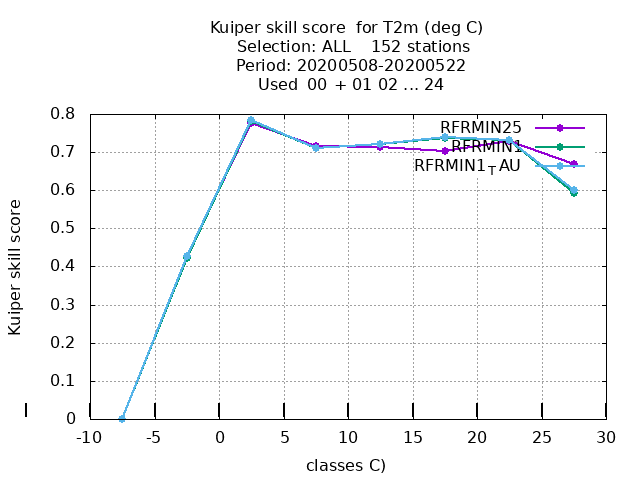 Kuiper skill score for T2m (deg C)
Selection: ALL 152 stations
Period: 20200508-20200522
Used 00 + 01 02 ... 24
RFRMIN25
RFRMIN1
RFRMIN1TAU
0.8
0.7
0.6
0.5
0.4
0.3
0.2
0.1
0
Kuiper skill score
-10 -5 0 5 10 15 20 25 30
classes C)